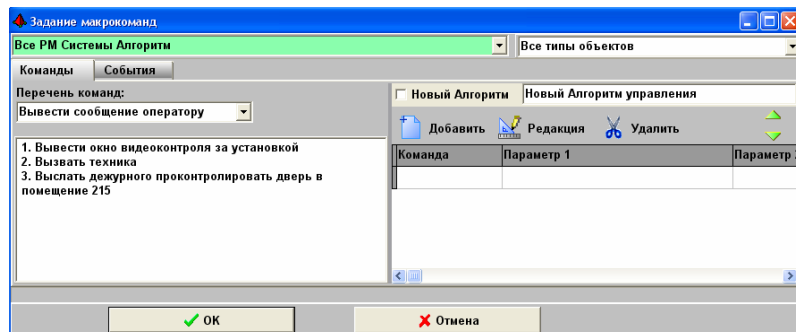 Задание макрокоманд
Все РМ Системы Алгоритм
Все типы объектов
Команды
События
Перечень команд:
Вывести сообщение оператору
1. Вывести окно видеоконтроля за установкой
2. Вызвать техника
3. Выслать дежурного проконтролировать дверь в
помещение 215
Новый Алгоритм
Новый Алгоритм управления
Добавить
Редакция
Удалить
Команда
Параметр 1
Параметр 2
OK
Отмена